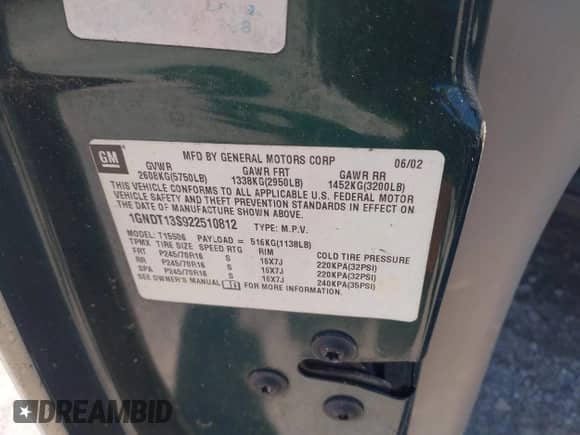 GM
MFD BY GENERAL MOTORS CORP 06/02
GVWR GAWR FRT GAWR RR
2608KG(5750LB) 1338KG(2950LB) 1452KG(3200LB)
THIS VEHICLE CONFORMS TO ALL APPLICABLE U.S. FEDERAL MOTOR
VEHICLE SAFETY AND THEFT PREVENTION STANDARDS IN EFFECT ON
THE DATE OF MANUFACTURE SHOWN ABOVE.
1GNDT13S922510812 TYPE: M.P.V.
MODEL: T15506 PAYLOAD = 516KG(1138LB)
TPMX TIRE SIZE SPEED RTG RIM COLD TIRE PRESSURE
FRT P245/70R16 S 16X7J 220KPA(32PSI)
RR P245/70R16 S 16X7J 220KPA(32PSI)
SPA P245/70R16 S 16X7J 240KPA(35PSI)
SEE OWNER'S MANUAL FOR MORE INFORMATION.
DREAMBID